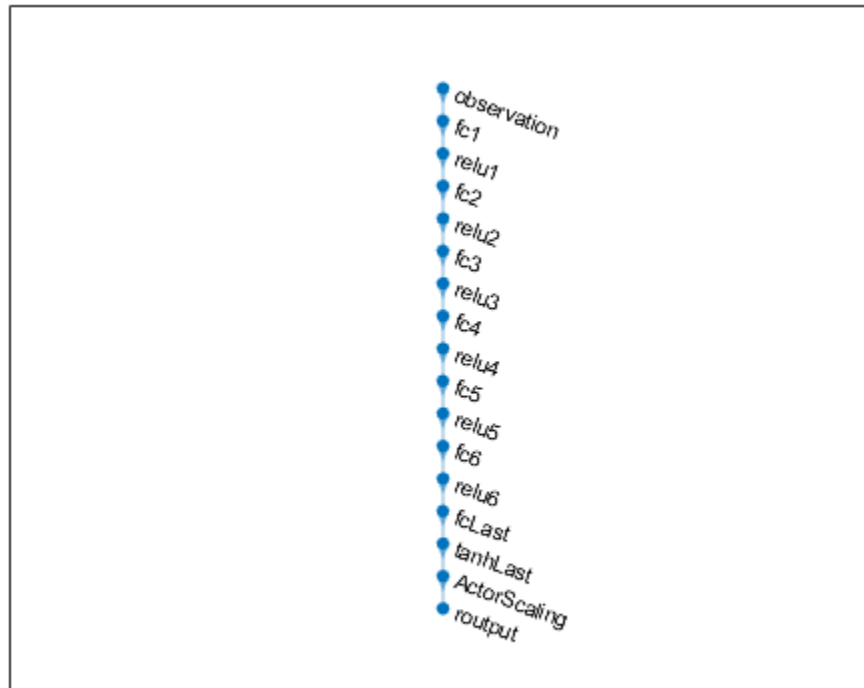 observation
fc1
relu1
fc2
relu2
fc3
relu3
fc4
relu4
fc5
relu5
fc6
relu6
fcLast
tanhLast
ActorScaling
routput